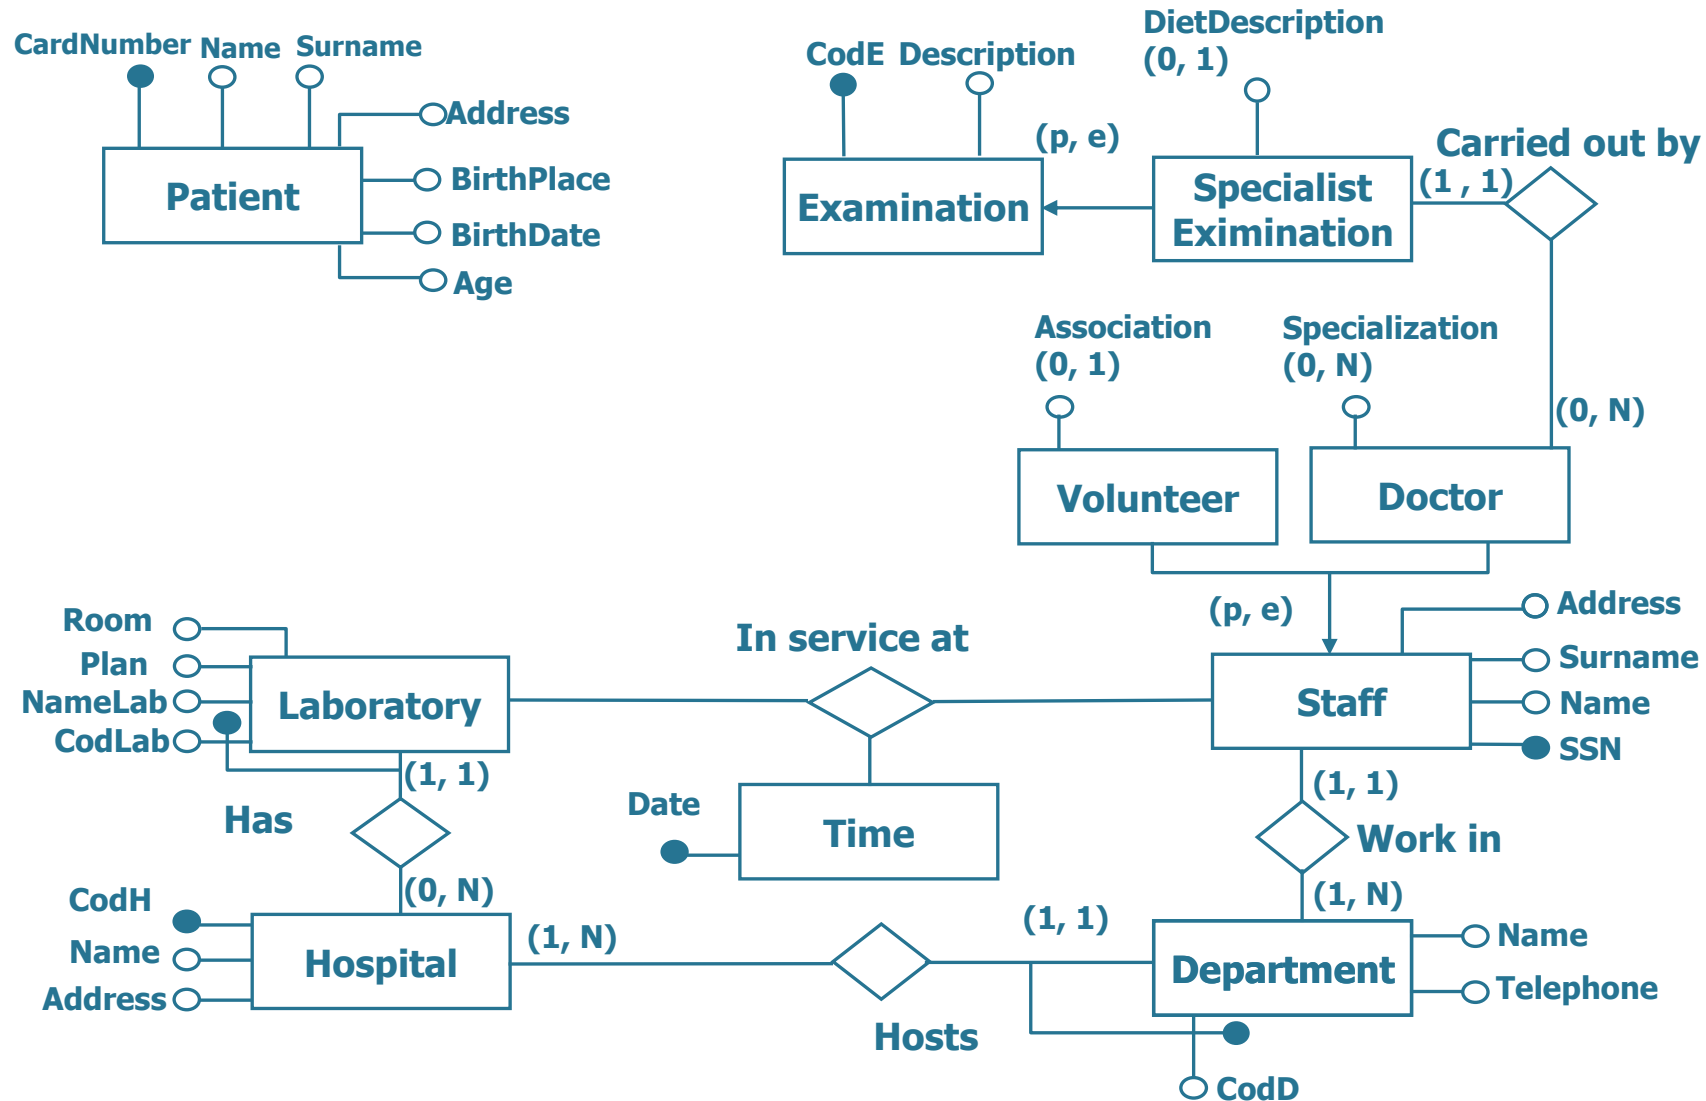 CardNumber Name Surname
Address
Patient
BirthPlace
BirthDate
Age
CodE Description
DietDescription
(0, 1)
(p, e)
Examination
Specialist
Eximination
Carried out by
(1 , 1)
(0, N)
Association
(0, 1)
Specialization
(0, N)
Volunteer
Doctor
(p, e)
Room
Plan
NameLab
CodLab
Laboratory
In service at
Staff
Address
Surname
Name
SSN
(1, 1)
Has
(0, N)
Date
Time
(1, 1)
Work in
(1, N)
CodH
Name
Address
Hospital
(1, N)
Hosts
(1, 1)
Department
Name
Telephone
CodD